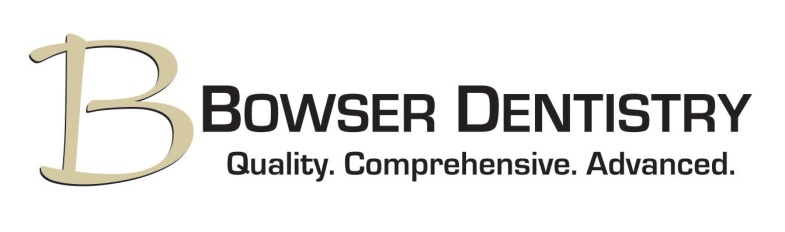 B
BOWSER DENTISTRY
Quality. Comprehensive. Advanced.